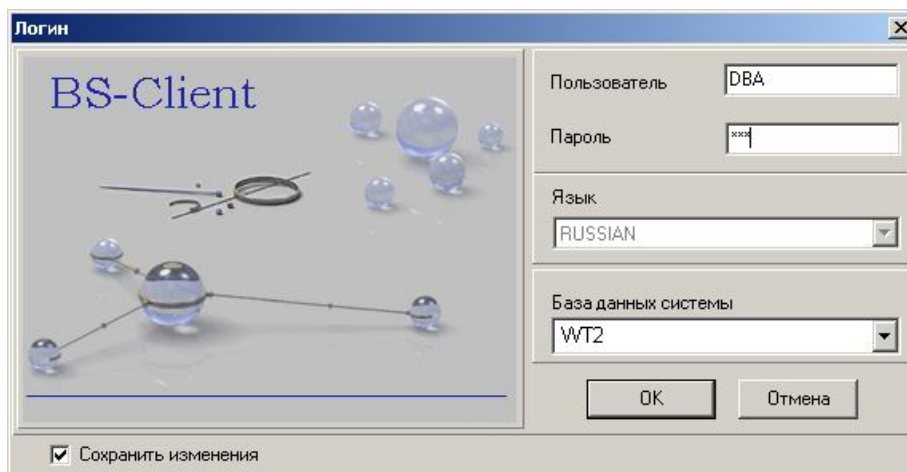 Логин
BS-Client
Пользователь
DBA
Пароль
***
Язык
RUSSIAN
База данных системы
WT2
OK
Отмена
Сохранить изменения